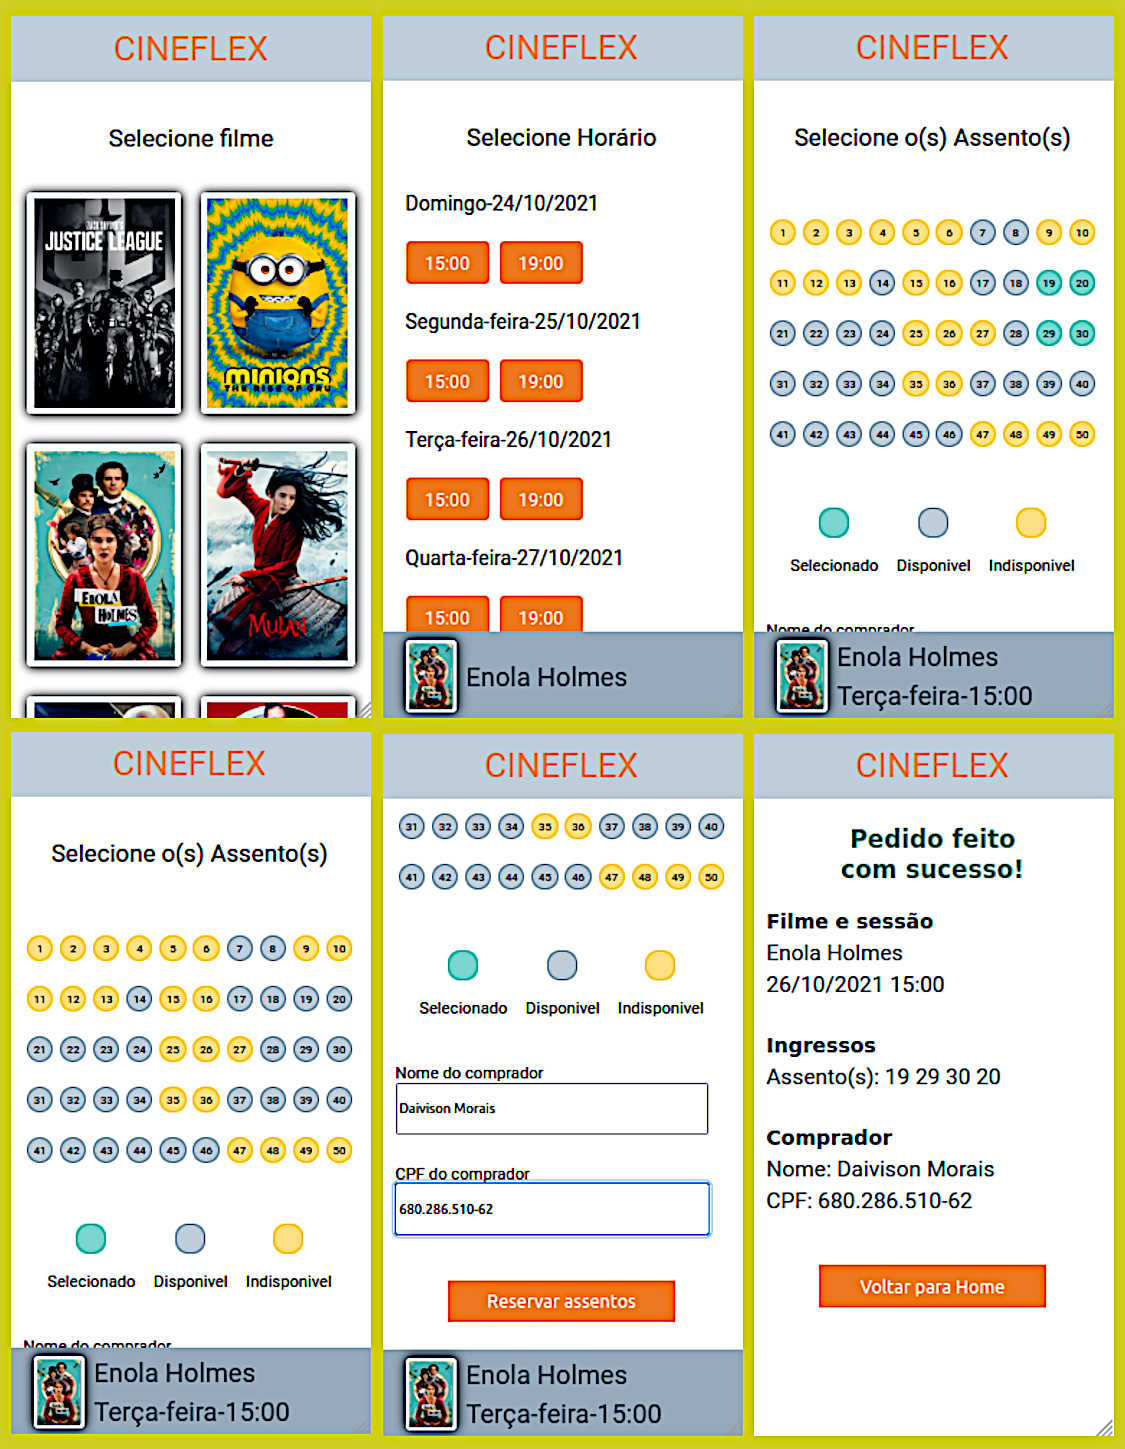 CINEFLEX
Selecione filme
JUSTICE LEAGUE
MINIONS
THE RISE OF GRU
ENOLA
HOLMES
MULAN
CINEFLEX
Selecione Horário
Domingo-24/10/2021
15:00 19:00
Segunda-feira-25/10/2021
15:00 19:00
Terça-feira-26/10/2021
15:00 19:00
Quarta-feira-27/10/2021
15:00 19:00
Enola Holmes
CINEFLEX
Selecione o(s) Assento(s)
1 2 3 4 5 6 7 8 9 10
11 12 13 14 15 16 17 18 19 20
21 22 23 24 25 26 27 28 29 30
31 32 33 34 35 36 37 38 39 40
41 42 43 44 45 46 47 48 49 50
Selecionado Disponivel Indisponivel
Nome do comprador
Enola Holmes
Terça-feira-15:00
CINEFLEX
Selecione o(s) Assento(s)
1 2 3 4 5 6 7 8 9 10
11 12 13 14 15 16 17 18 19 20
21 22 23 24 25 26 27 28 29 30
31 32 33 34 35 36 37 38 39 40
41 42 43 44 45 46 47 48 49 50
Selecionado Disponivel Indisponivel
Nome do comprador
Enola Holmes
Terça-feira-15:00
CINEFLEX
31 32 33 34 35 36 37 38 39 40
41 42 43 44 45 46 47 48 49 50
Selecionado Disponivel Indisponivel
Nome do comprador
Daivison Morais
CPF do comprador
680.286.510-62
Reservar assentos
Enola Holmes
Terça-feira-15:00
CINEFLEX
Pedido feito
com sucesso!
Filme e sessão
Enola Holmes
26/10/2021 15:00
Ingressos
Assento(s): 19 29 30 20
Comprador
Nome: Daivison Morais
CPF: 680.286.510-62
Voltar para Home